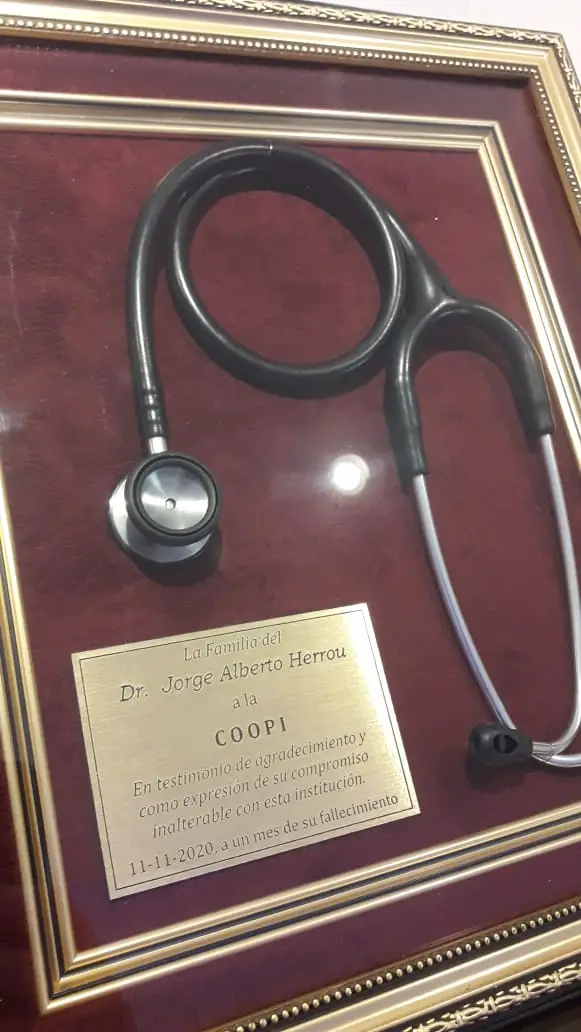 La Familia del
Dr. Jorge Alberto Herrou
a la
COOPI
En testimonio de agradecimiento y
como expresión de su compromiso
inalterable con esta institución.
11-11-2020, a un mes de su fallecimiento